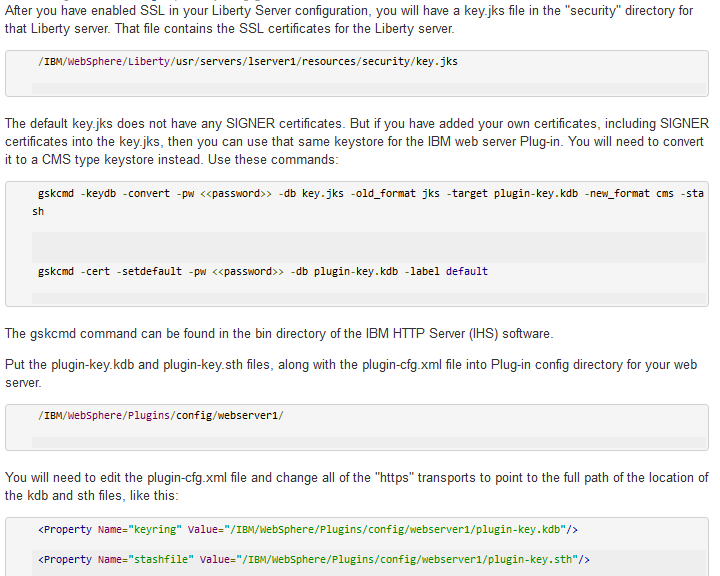 After you have enabled SSL in your Liberty Server configuration, you will have a key.jks file in the "security" directory for
that Liberty server. That file contains the SSL certificates for the Liberty server.
/IBM/WebSphere/Liberty/usr/servers/lserver1/resources/security/key.jks
The default key.jks does not have any SIGNER certificates. But if you have added your own certificates, including SIGNER
certificates into the key.jks, then you can use that same keystore for the IBM web server Plug-in. You will need to convert
it to a CMS type keystore instead. Use these commands:
gskcmd -keydb -convert -pw <<password>> -db key.jks -old_format jks -target plugin-key.kdb -new_format cms -sta
sh
gskcmd -cert -setdefault -pw <<password>> -db plugin-key.kdb -label default
The gskcmd command can be found in the bin directory of the IBM HTTP Server (IHS) software.
Put the plugin-key.kdb and plugin-key.sth files, along with the plugin-cfg.xml file into Plug-in config directory for your web
server.
/IBM/WebSphere/Plugins/config/webserver1/
You will need to edit the plugin-cfg.xml file and change all of the "https" transports to point to the full path of the location of
the kdb and sth files, like this:
<Property Name="keyring" Value="/IBM/WebSphere/Plugins/config/webserver1/plugin-key.kdb"/>
<Property Name="stashfile" Value="/IBM/WebSphere/Plugins/config/webserver1/plugin-key.sth"/>